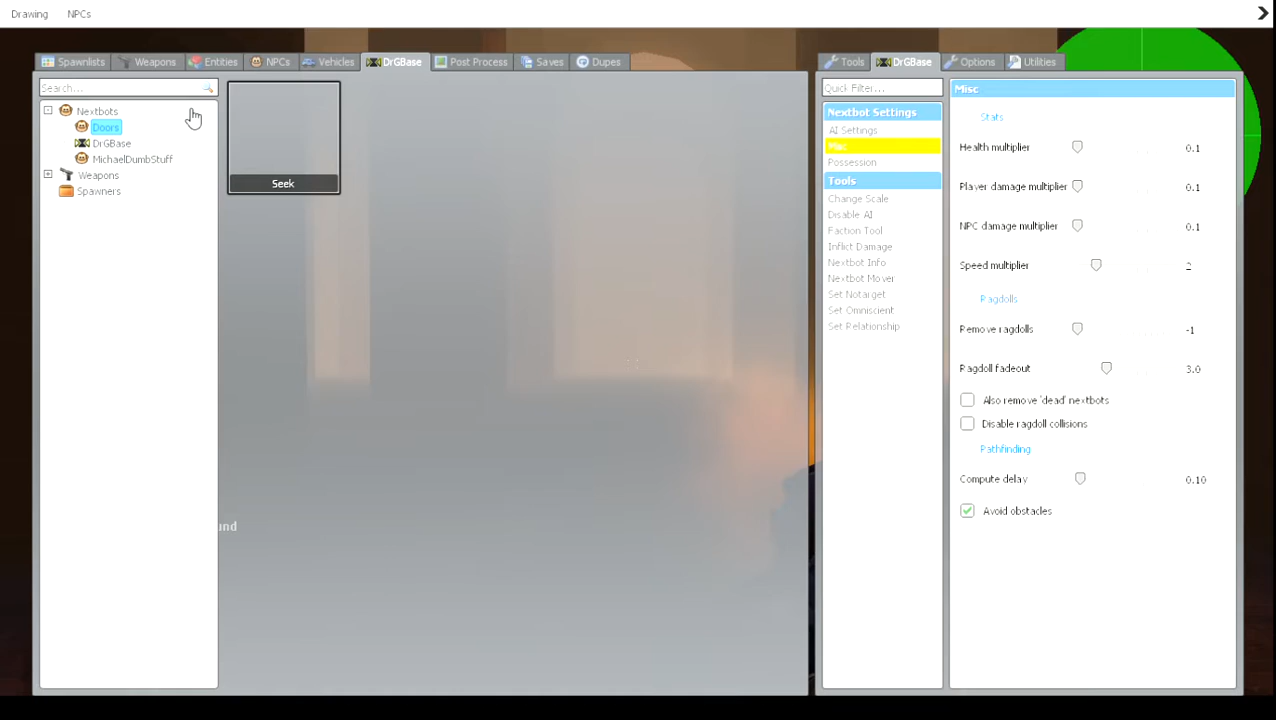 Drawing NPCs
Spawnlists Weapons Entities NPCs Vehicles DrGBase Post Process Saves Dupes
Search...
Nextbots
Doors
DrGBase
MichaelDumbStuff
Weapons
Spawners
Seek
und
Tools DrGBase Options Utilities
Quick Filter...
Nextbot Settings
AI Settings
Misc
Possession
Tools
Change Scale
Disable AI
Faction Tool
Inflict Damage
Nextbot Info
Nextbot Mover
Set Notarget
Set Omniscient
Set Relationship
Misc
Stats
Health multiplier 0.1
Player damage multiplier 0.1
NPC damage multiplier 0.1
Speed multiplier 2
Ragdolls
Remove ragdolls -1
Ragdoll fadeout 3.0
Also remove 'dead' nextbots
Disable ragdoll collisions
Pathfinding
Compute delay 0.10
Avoid obstacles